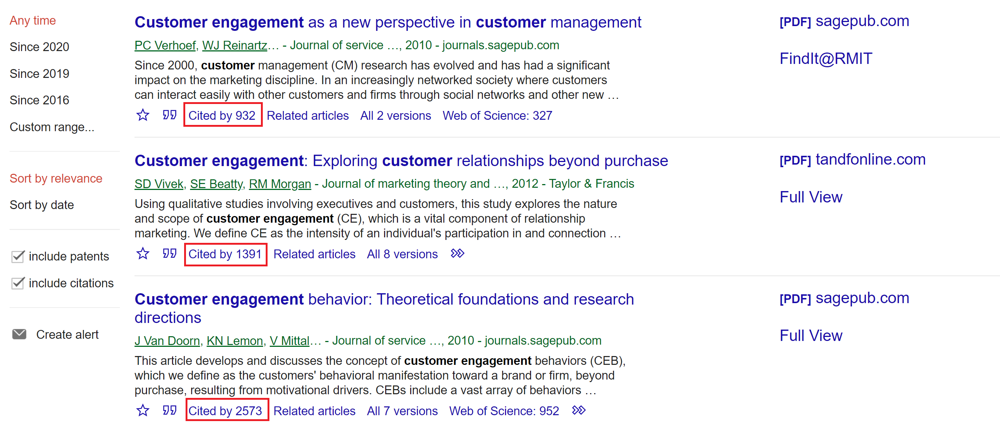 Any time
Since 2020
Since 2019
Since 2016
Custom range...
Sort by relevance
Sort by date
include patents
include citations
Create alert
Customer engagement as a new perspective in customer management
PC Verhoef, WJ Reinartz… - Journal of service …, 2010 - journals.sagepub.com
Since 2000, customer management (CM) research has evolved and has had a significant
impact on the marketing discipline. In an increasingly networked society where customers
can interact easily with other customers and firms through social networks and other new …
Cited by 932 Related articles All 2 versions Web of Science: 327
[PDF] sagepub.com
FindIt@RMIT
Customer engagement: Exploring customer relationships beyond purchase
SD Vivek, SE Beatty, RM Morgan - Journal of marketing theory and …, 2012 - Taylor & Francis
Using qualitative studies involving executives and customers, this study explores the nature
and scope of customer engagement (CE), which is a vital component of relationship
marketing. We define CE as the intensity of an individual's participation in and connection …
Cited by 1391 Related articles All 8 versions
[PDF] tandfonline.com
Full View
Customer engagement behavior: Theoretical foundations and research
directions
J Van Doorn, KN Lemon, V Mittal… - Journal of service …, 2010 - journals.sagepub.com
This article develops and discusses the concept of customer engagement behaviors (CEB),
which we define as the customers' behavioral manifestation toward a brand or firm, beyond
purchase, resulting from motivational drivers. CEBs include a vast array of behaviors …
Cited by 2573 Related articles All 7 versions Web of Science: 952
[PDF] sagepub.com
Full View